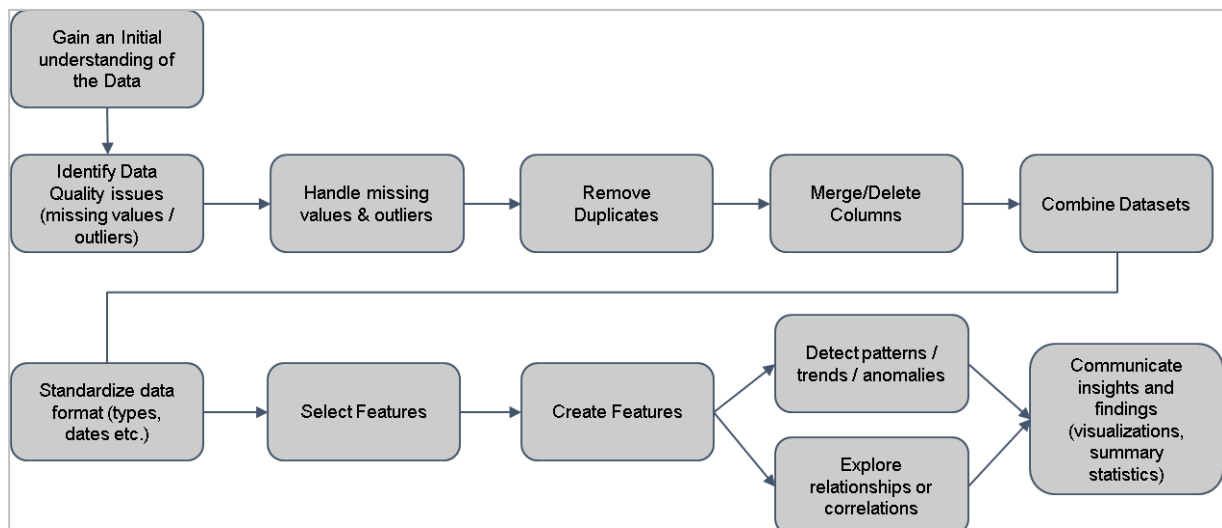 Gain an Initial
understanding of
the Data
Identify Data
Quality issues
(missing values /
outliers)
Handle missing
values & outliers
Remove
Duplicates
Merge/Delete
Columns
Combine Datasets
Standardize data
format (types,
dates etc.)
Select Features
Create Features
Detect patterns /
trends / anomalies
Explore
relationships or
correlations
Communicate
insights and
findings
(visualizations,
summary
statistics)